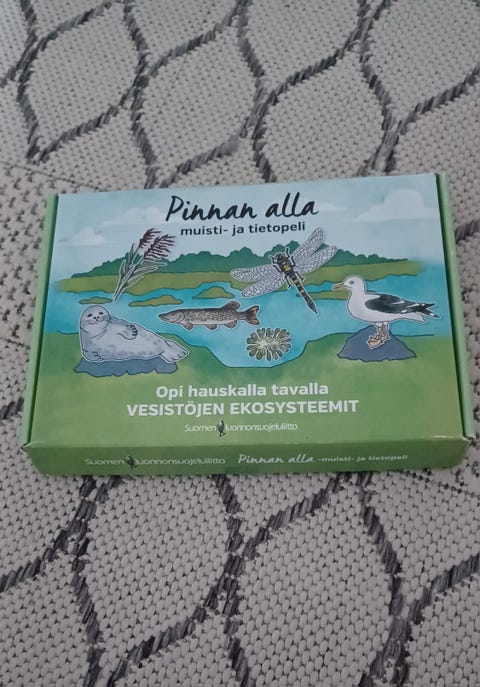 Pinnan alla
muisti- ja tietopeli
Opi hauskalla tavalla
VESISTÖJEN EKOSYSTEEMIT
Suomen luonnonsuojeluliitto
Suomen luonnonsuojeluliitto Pinnan alla -muisti- ja tietopeli